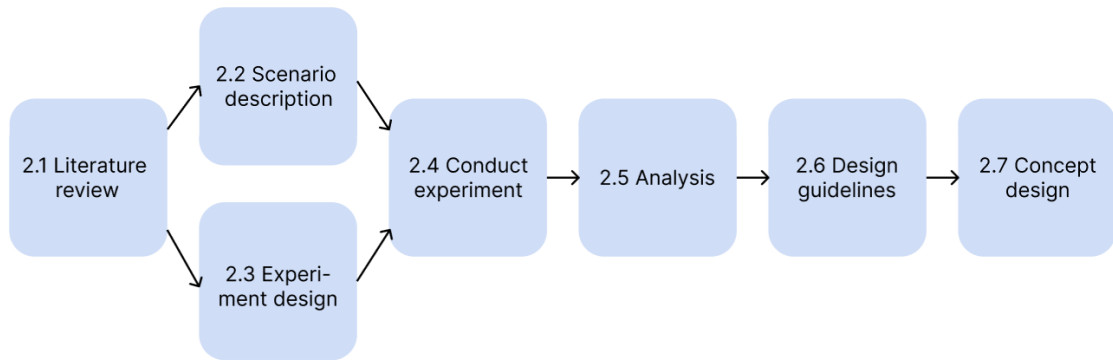 2.1 Literature
review
2.2 Scenario
description
2.3 Experi-
ment design
2.4 Conduct
experiment
2.5 Analysis
2.6 Design
guidelines
2.7 Concept
design